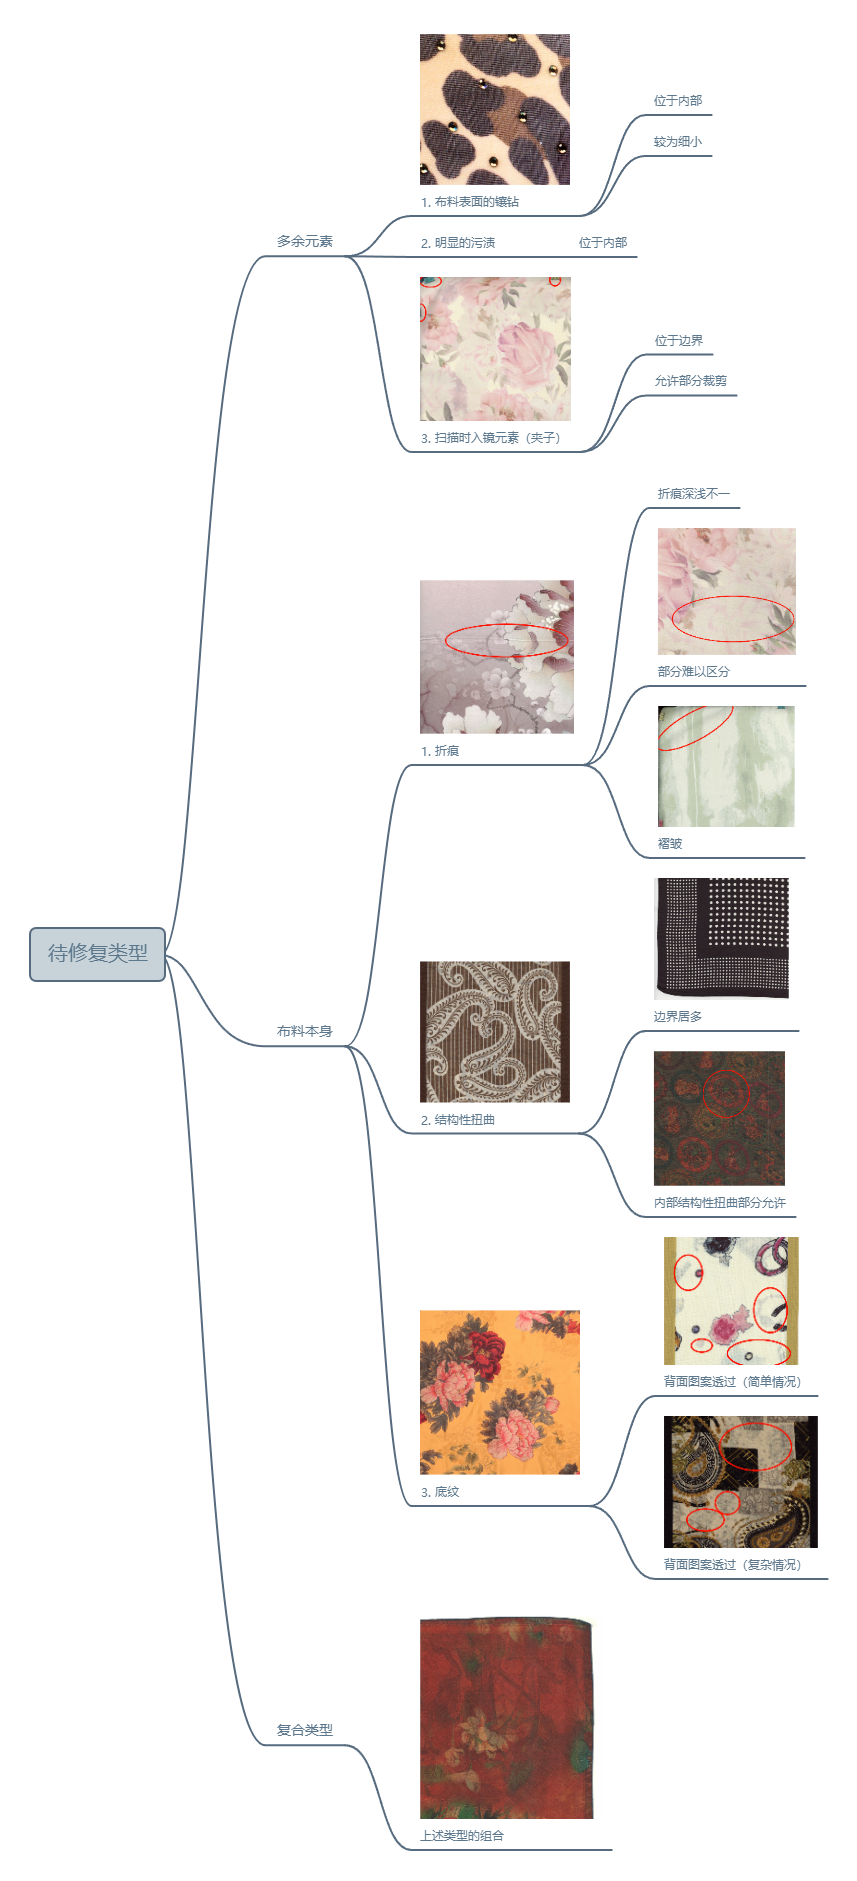 待修复类型
多余元素
1. 布料表面的镶钻
位于内部
较为细小
2. 明显的污渍
位于内部
3. 扫描时入镜元素（夹子）
位于边界
允许部分裁剪
布料本身
1. 折痕
折痕深浅不一
部分难以区分
褶皱
2. 结构性扭曲
边界居多
内部结构性扭曲部分允许
3. 底纹
背面图案透过（简单情况）
背面图案透过（复杂情况）
复合类型
上述类型的组合